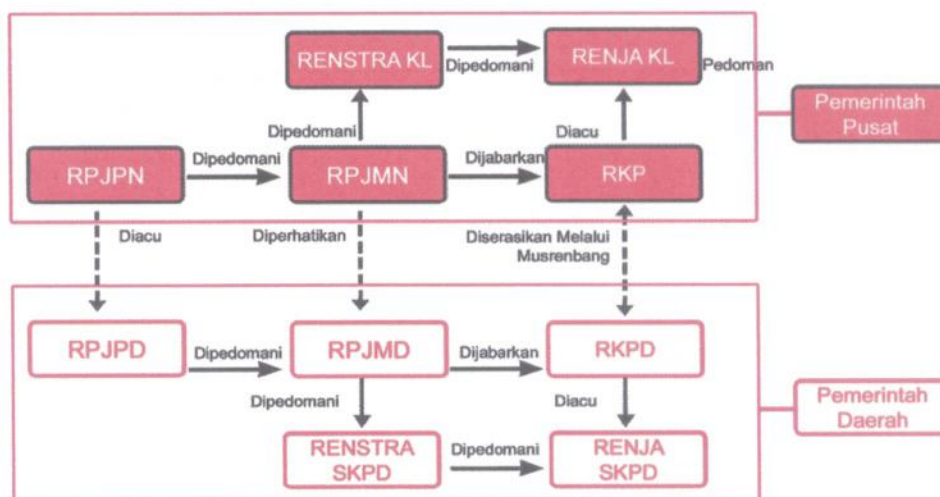 RENSTRA KL
Dipedomani
RENJA KL
Pedoman
Pemerintah
Pusat
Dipedomani
Diacu
RPJPN
Dipedomani
RPJMN
Dijabarkan
RKP
Diacu
Diperhatikan
Diserasikan Melalui
Musrenbang
RPJPD
Dipedomani
RPJMD
Dijabarkan
RKPD
Dipedomani
Diacu
Pemerintah
Daerah
RENSTRA
SKPD
Dipedomani
RENJA
SKPD